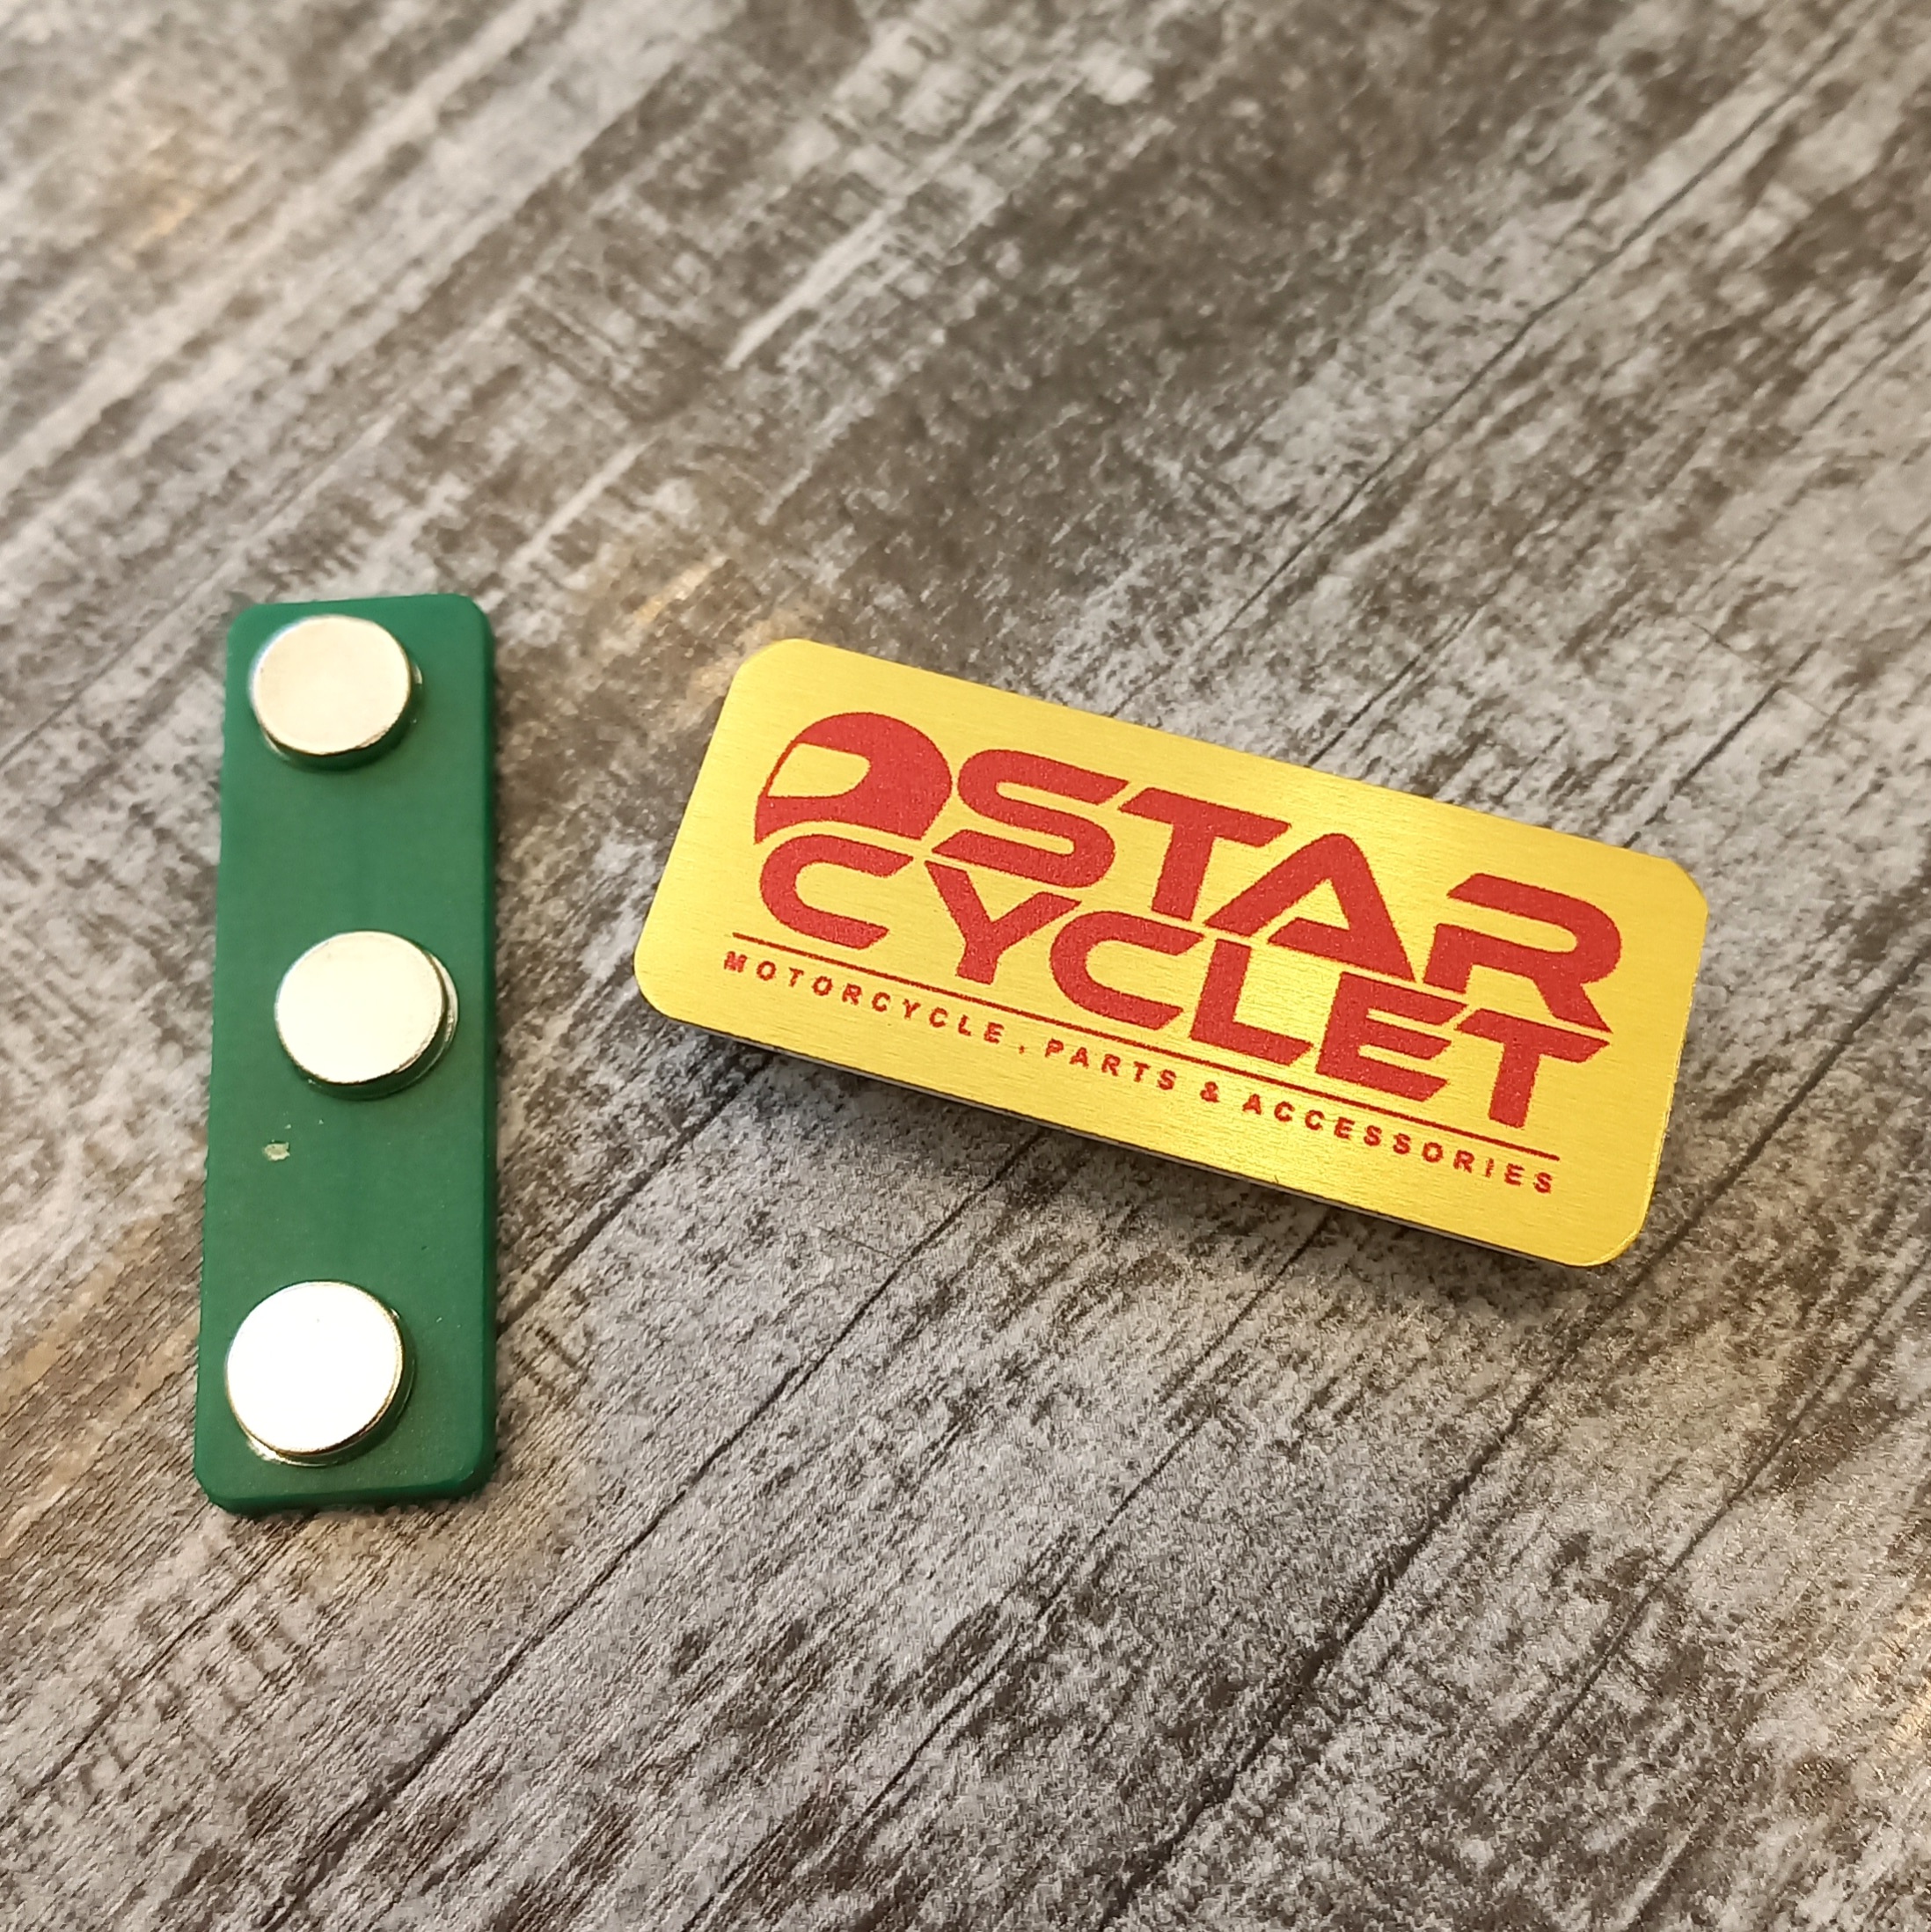 STAR
CYCLET
MOTORCYCLE, PARTS & ACCESSORIES